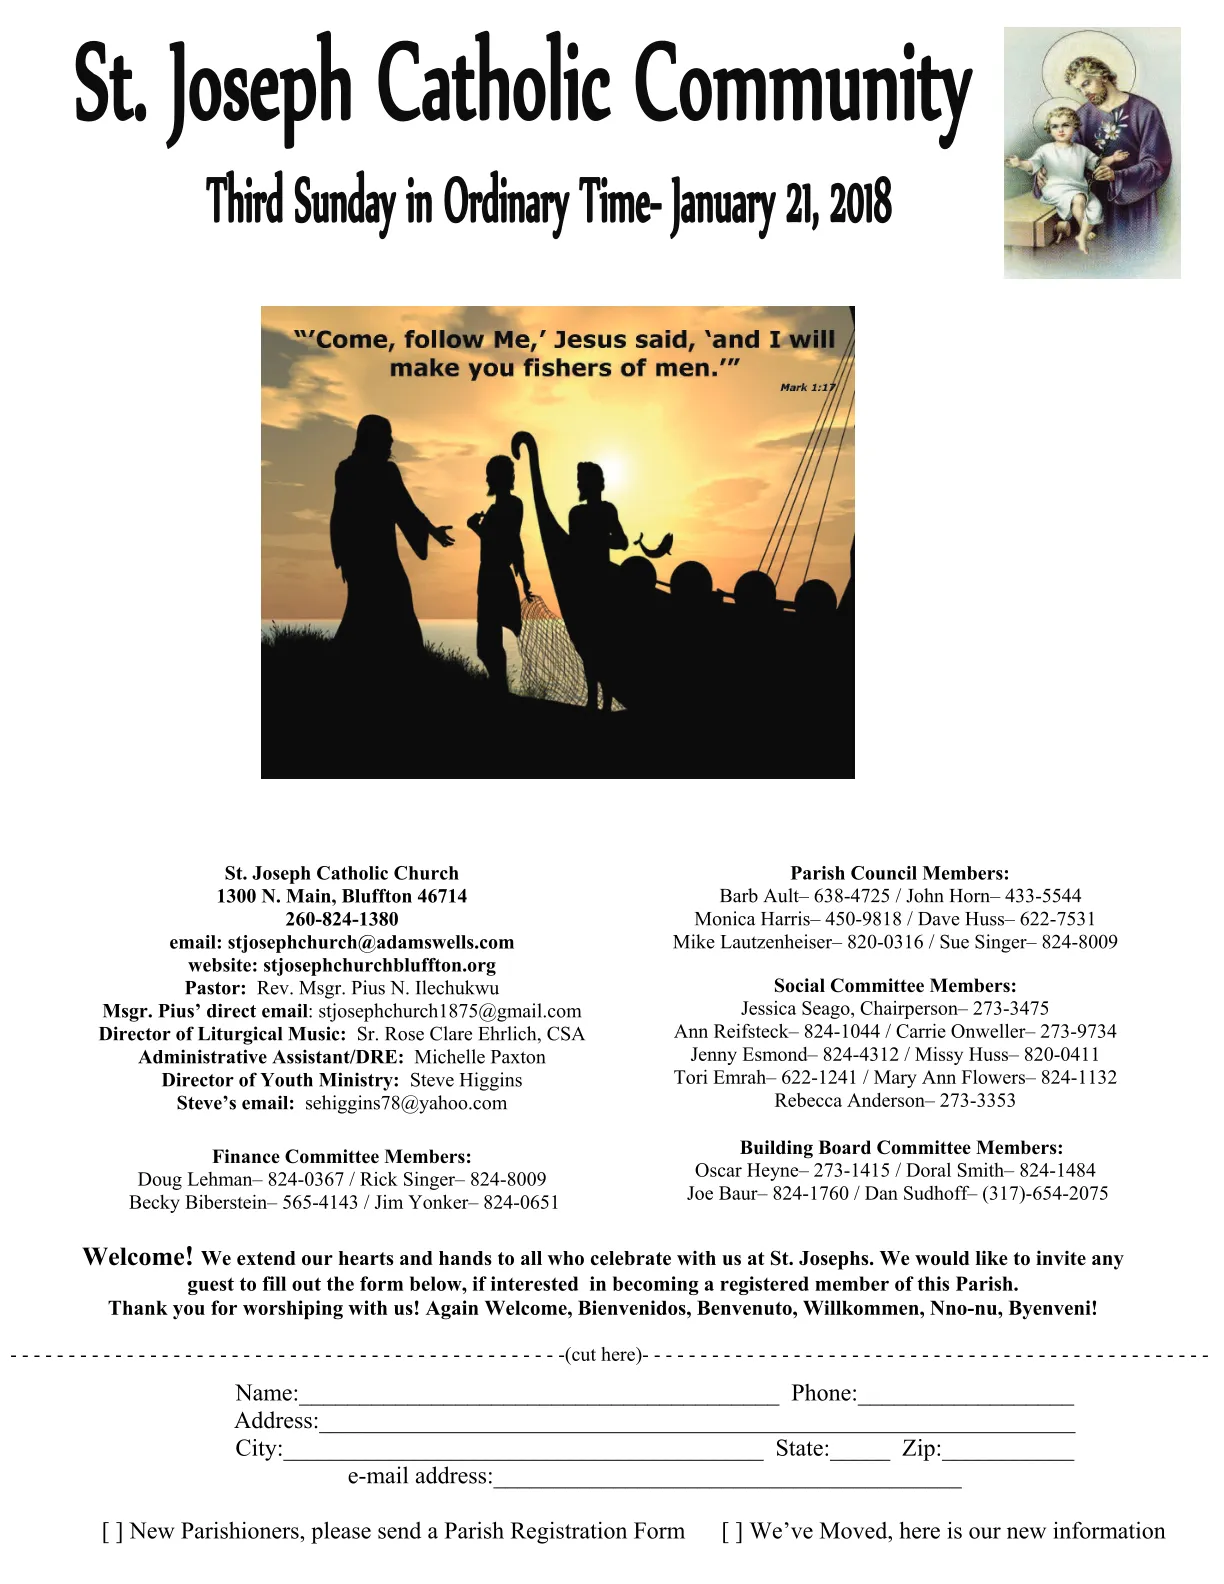 St. Joseph Catholic Community
Third Sunday in Ordinary Time- January 21, 2018
“‘Come, follow Me,’ Jesus said, ‘and I will
make you fishers of men.’”
Mark 1:17
St. Joseph Catholic Church
1300 N. Main, Bluffton 46714
260-824-1380
email: stjosephchurch@adamswells.com
website: stjosephchurchbluffton.org
Pastor: Rev. Msgr. Pius N. Ilechukwu
Msgr. Pius’ direct email: stjosephchurch1875@gmail.com
Director of Liturgical Music: Sr. Rose Clare Ehrlich, CSA
Administrative Assistant/DRE: Michelle Paxton
Director of Youth Ministry: Steve Higgins
Steve’s email: sehiggins78@yahoo.com
Finance Committee Members:
Doug Lehman– 824-0367 / Rick Singer– 824-8009
Becky Biberstein– 565-4143 / Jim Yonker– 824-0651
Parish Council Members:
Barb Ault– 638-4725 / John Horn– 433-5544
Monica Harris– 450-9818 / Dave Huss– 622-7531
Mike Lautzenheiser– 820-0316 / Sue Singer– 824-8009
Social Committee Members:
Jessica Seago, Chairperson– 273-3475
Ann Reifsteck– 824-1044 / Carrie Onweller– 273-9734
Jenny Esmond– 824-4312 / Missy Huss– 820-0411
Tori Emrah– 622-1241 / Mary Ann Flowers– 824-1132
Rebecca Anderson– 273-3353
Building Board Committee Members:
Oscar Heyne– 273-1415 / Doral Smith– 824-1484
Joe Baur– 824-1760 / Dan Sudhoff– (317)-654-2075
Welcome! We extend our hearts and hands to all who celebrate with us at St. Josephs. We would like to invite any
guest to fill out the form below, if interested in becoming a registered member of this Parish.
Thank you for worshiping with us! Again Welcome, Bienvenidos, Benvenuto, Willkommen, Nno-nu, Byenveni!
- - - - - - - - - - - - - - - - - - - - - - - - - - - - - - - - - - - - - - - - - - - - - - - -(cut here)- - - - - - - - - - - - - - - - - - - - - - - - - - - - - - - - - - - - - - - - - - - - - - - - -
Name:________________________________________ Phone:__________________
Address:_______________________________________________________________
City:________________________________________ State:_____ Zip:___________
e-mail address:_______________________________________
[ ] New Parishioners, please send a Parish Registration Form [ ] We’ve Moved, here is our new information